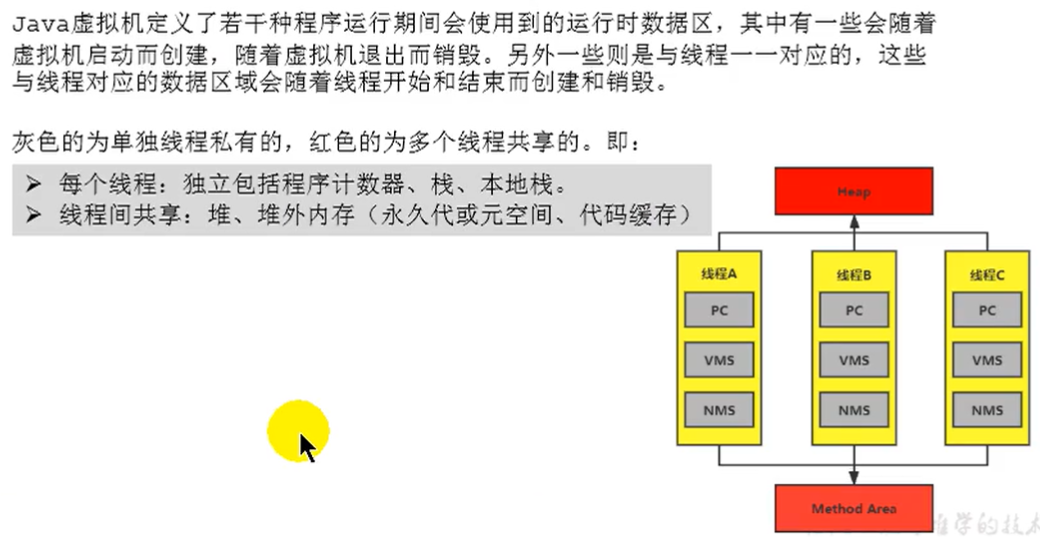 Java虚拟机定义了若干种程序运行期间会使用到的运行时数据区，其中有一些会随着
虚拟机启动而创建，随着虚拟机退出而销毁。另外一些则是与线程一一对应的，这些
与线程对应的数据区域会随着线程开始和结束而创建和销毁。
灰色的为单独线程私有的，红色的为多个线程共享的。即：
➢ 每个线程：独立包括程序计数器、栈、本地栈。
➢ 线程间共享：堆、堆外内存（永久代或元空间、代码缓存）
Heap
线程A 线程B 线程C
PC PC PC
VMS VMS VMS
NMS NMS NMS
Method Area
学的技术